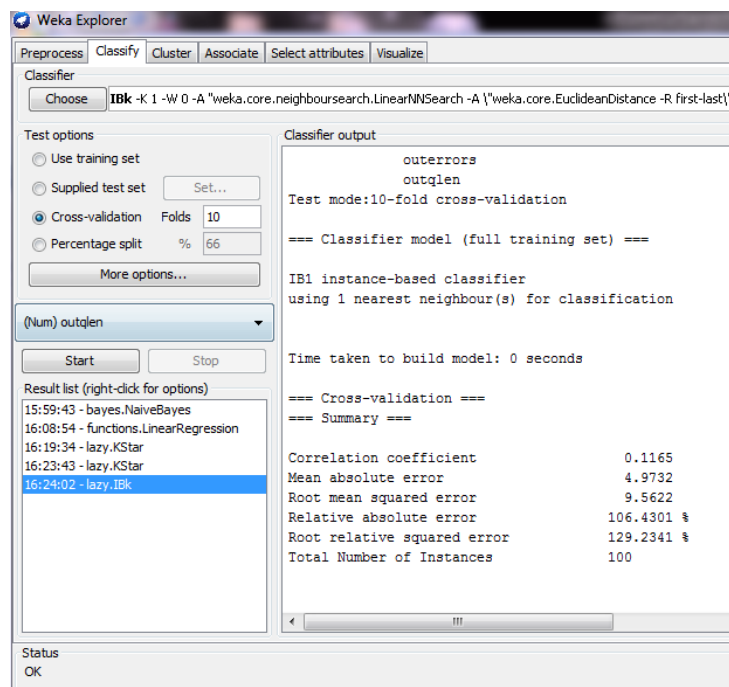 Weka Explorer
Preprocess Classify Cluster Associate Select attributes Visualize
Classifier
Choose IBk -K 1 -W 0 -A "weka.core.neighboursearch.LinearNNSearch -A \"weka.core.EuclideanDistance -R first-last\"
Test options
Use training set
Supplied test set Set...
Cross-validation Folds 10
Percentage split % 66
More options...
(Num) outqlen
Start Stop
Result list (right-click for options)
15:59:43 - bayes.NaiveBayes
16:08:54 - functions.LinearRegression
16:19:34 - lazy.KStar
16:23:43 - lazy.KStar
16:24:02 - lazy.IBk
Classifier output
outerrors
outqlen
Test mode:10-fold cross-validation
=== Classifier model (full training set) ===
IB1 instance-based classifier
using 1 nearest neighbour(s) for classification
Time taken to build model: 0 seconds
=== Cross-validation ===
=== Summary ===
Correlation coefficient 0.1165
Mean absolute error 4.9732
Root mean squared error 9.5622
Relative absolute error 106.4301 %
Root relative squared error 129.2341 %
Total Number of Instances 100
Status
OK